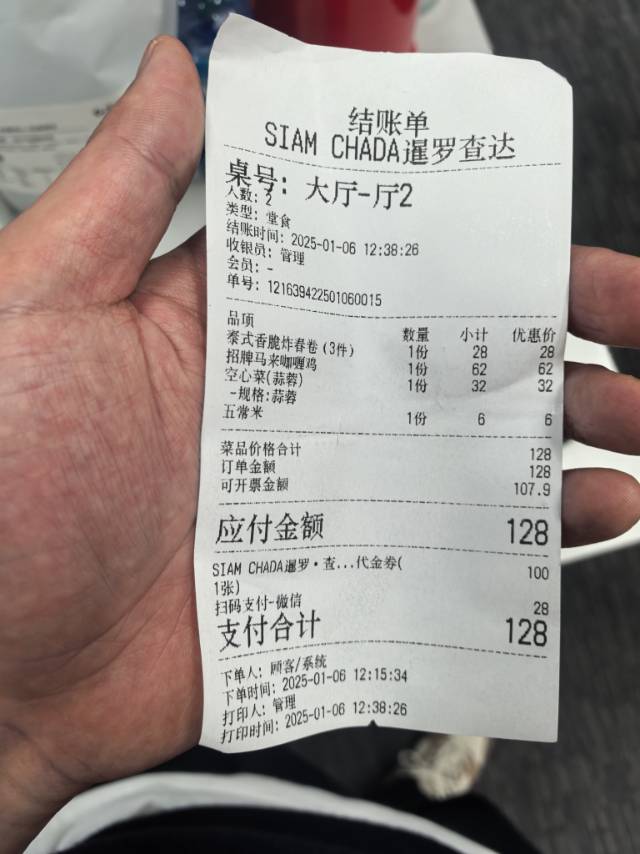 结账单
SIAM CHADA暹罗查达
桌号: 大厅-厅2
人数: 2
类型: 堂食
结账时间: 2025-01-06 12:38:26
收银员: 管理
会员: -
单号: 121639422501060015
品项 数量 小计 优惠价
泰式香脆炸春卷(3件) 1份 28 28
招牌马来咖喱鸡 1份 62 62
空心菜(蒜蓉) 1份 32 32
-规格:蒜蓉
五常米 1份 6 6
菜品价格合计 128
订单金额 128
可开票金额 107.9
应付金额 128
SIAM CHADA暹罗·查...代金券( 100
1张)
扫码支付-微信 28
支付合计 128
下单人: 顾客/系统
下单时间: 2025-01-06 12:15:34
打印人: 管理
打印时间: 2025-01-06 12:38:26